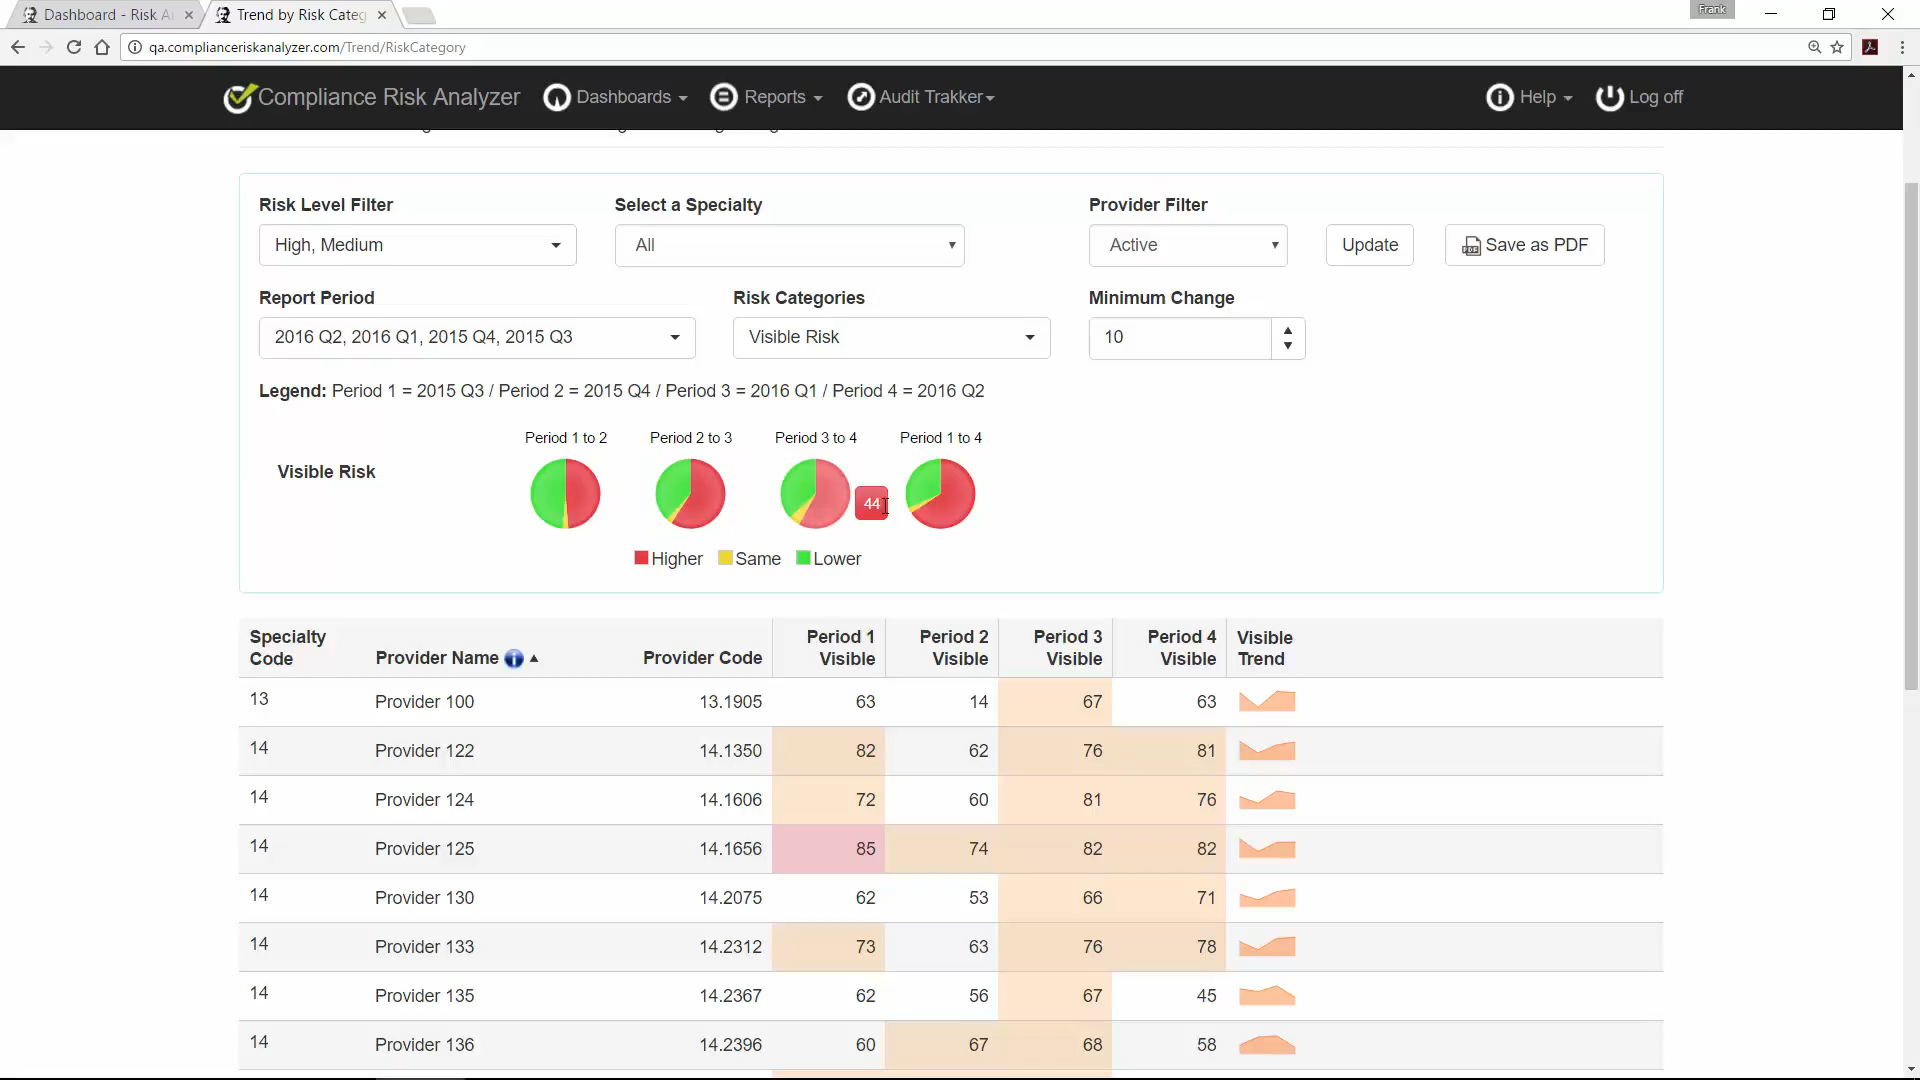 Dashboard - Risk A
Trend by Risk Categ
Frank
qa.complianceriskanalyzer.com/Trend/RiskCategory
Compliance Risk Analyzer
Dashboards
Reports
Audit Trakker
Help
Log off
Risk Level Filter
Select a Specialty
Provider Filter
High, Medium
All
Active
Update
Save as PDF
Report Period
Risk Categories
Minimum Change
2016 Q2, 2016 Q1, 2015 Q4, 2015 Q3
Visible Risk
10
Legend: Period 1 = 2015 Q3 / Period 2 = 2015 Q4 / Period 3 = 2016 Q1 / Period 4 = 2016 Q2
Period 1 to 2
Period 2 to 3
Period 3 to 4
Period 1 to 4
Visible Risk
44
Higher Same Lower
Specialty Code
Provider Name
Provider Code
Period 1 Visible
Period 2 Visible
Period 3 Visible
Period 4 Visible
Visible Trend
13 Provider 100 13.1905 63 14 67 63
14 Provider 122 14.1350 82 62 76 81
14 Provider 124 14.1606 72 60 81 76
14 Provider 125 14.1656 85 74 82 82
14 Provider 130 14.2075 62 53 66 71
14 Provider 133 14.2312 73 63 76 78
14 Provider 135 14.2367 62 56 67 45
14 Provider 136 14.2396 60 67 68 58